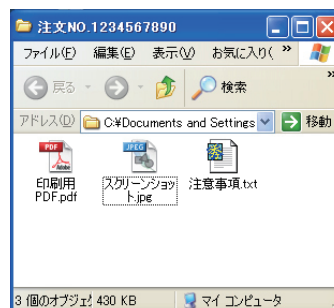 注文NO.1234567890
ファイル(F) 編集(E) 表示(V) お気に入り( »
戻る 検索 »
アドレス(D) C:¥Documents and Settings 移動
PDF
Adobe
JPEG
印刷用
PDF.pdf
スクリーンショッ
ト.jpg
注意事項.txt
3 個のオブジェ 430 KB マイ コンピュータ